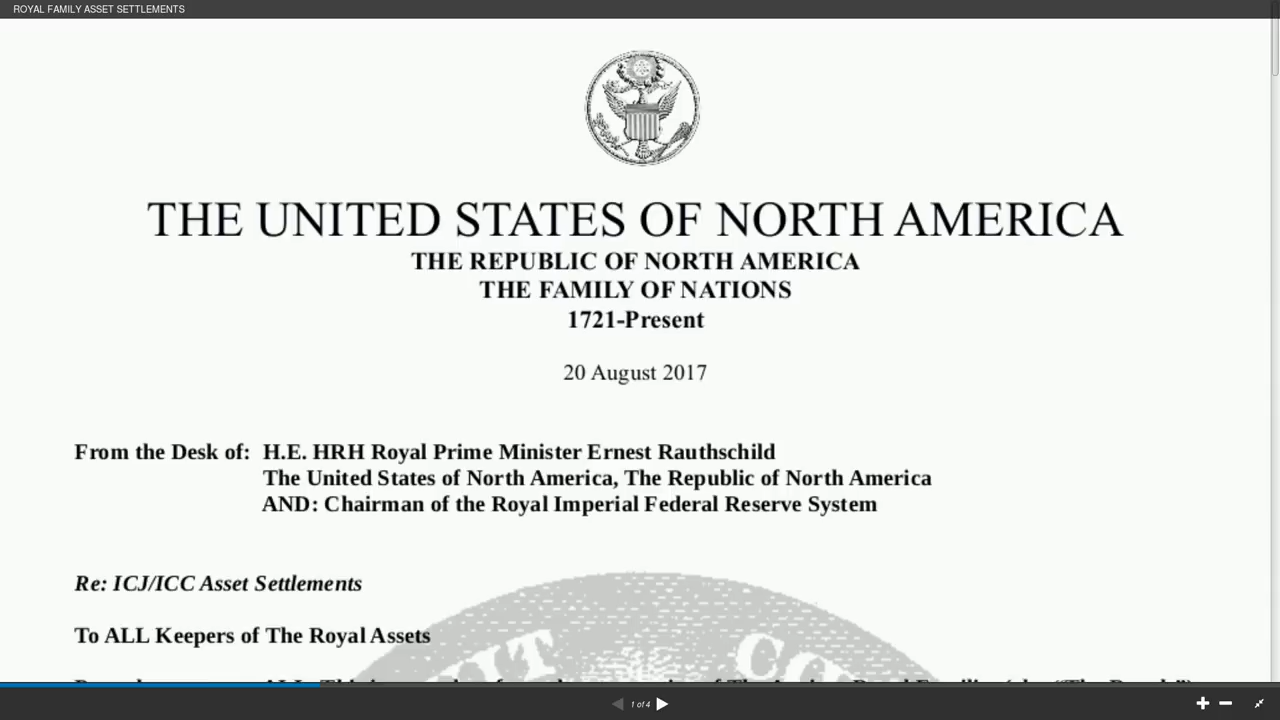 ROYAL FAMILY ASSET SETTLEMENTS
THE UNITED STATES OF NORTH AMERICA
THE REPUBLIC OF NORTH AMERICA
THE FAMILY OF NATIONS
1721-Present
20 August 2017
From the Desk of: H.E. HRH Royal Prime Minister Ernest Rauthschild
The United States of North America, The Republic of North America
AND: Chairman of the Royal Imperial Federal Reserve System
Re: ICJ/ICC Asset Settlements
To ALL Keepers of The Royal Assets
1 of 4